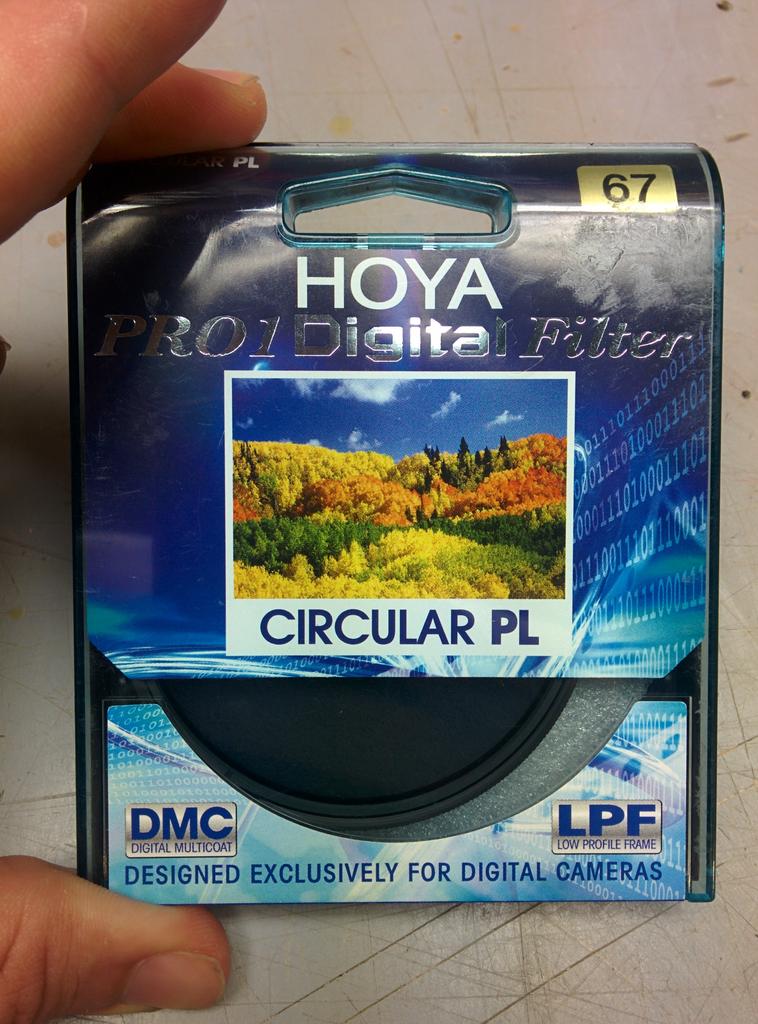 CIRCULAR PL
67
HOYA
PRO1 Digital Filter
CIRCULAR PL
DMC
DIGITAL MULTICOAT
LPF
LOW PROFILE FRAME
DESIGNED EXCLUSIVELY FOR DIGITAL CAMERAS